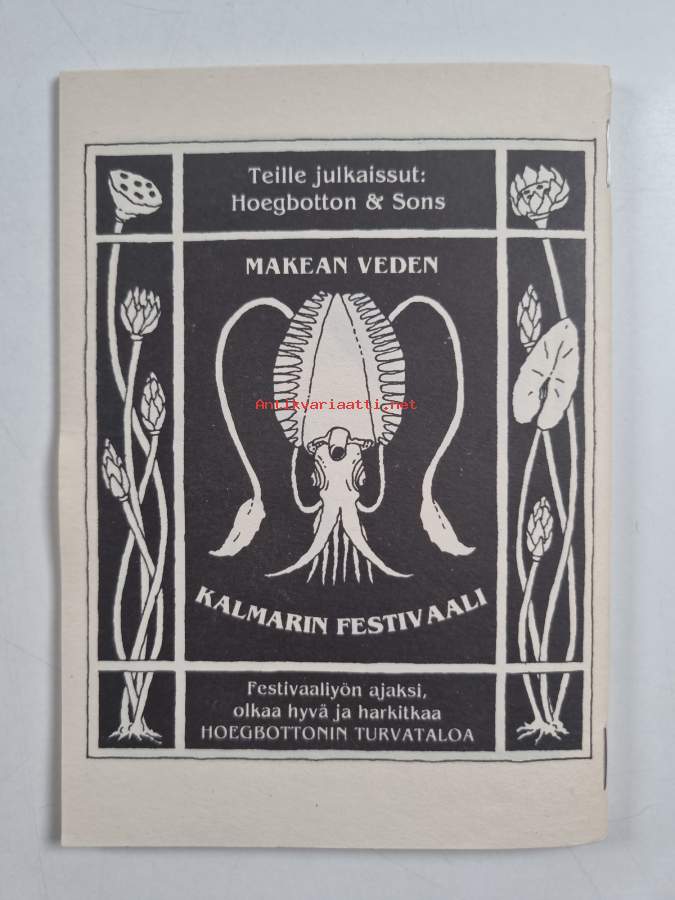 Teille julkaissut:
Hoegbotton & Sons
MAKEAN VEDEN
Antikvariaatti.net
KALMARIN FESTIVAALI
Festivaaliyön ajaksi,
olkaa hyvä ja harkitkaa
HOEGBOTTONIN TURVATALOA